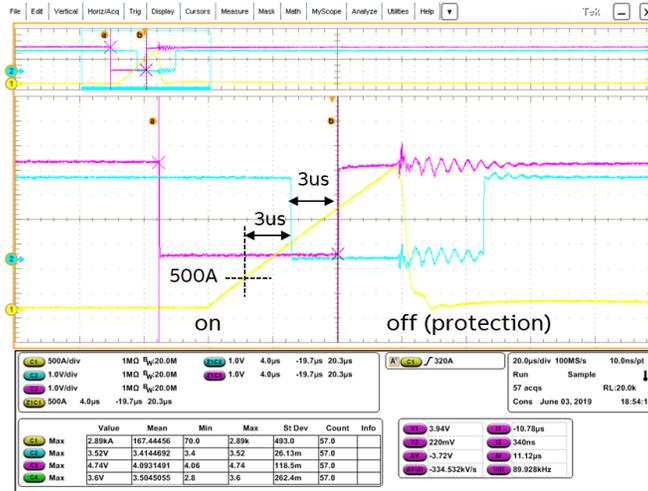 File Edit Vertical Horiz/Acq Trig Display Cursors Measure Mask Math MyScope Analyze Utilities Help Tek
a b
2
1
a b
3us
3us
500A
2
1
on off (protection)
C1 500A/div 1MΩ BW:20.0M
C2 1.0V/div 1MΩ BW:20.0M
1.0V/div 1MΩ BW:20.0M
Z1C1 500A 4.0µs -19.7µs 20.3µs
Z1C2 1.0V 4.0µs -19.7µs 20.3µs
Z1C3 1.0V 4.0µs -19.7µs 20.3µs
A' C1 320A
20.0µs/div 100MS/s 10.0ns/pt
Run Sample
57 acqs RL:20.0k
Cons June 03, 2019 18:54:1
Value Mean Min Max St Dev Count Info
C1 Max 2.89kA 167.44456 70.0 2.89k 493.0 57.0
C2 Max 3.52V 3.4144692 3.4 3.52 26.13m 57.0
C3 Max 4.74V 4.0931491 4.06 4.74 118.5m 57.0
C4 Max 3.6V 3.5045055 2.8 3.6 262.4m 57.0
V1 3.94V t1 -10.78µs
V2 220mV t2 340ns
ΔV -3.72V Δt 11.12µs
ΔV/Δt -334.532kV/s 1/Δt 89.928kHz